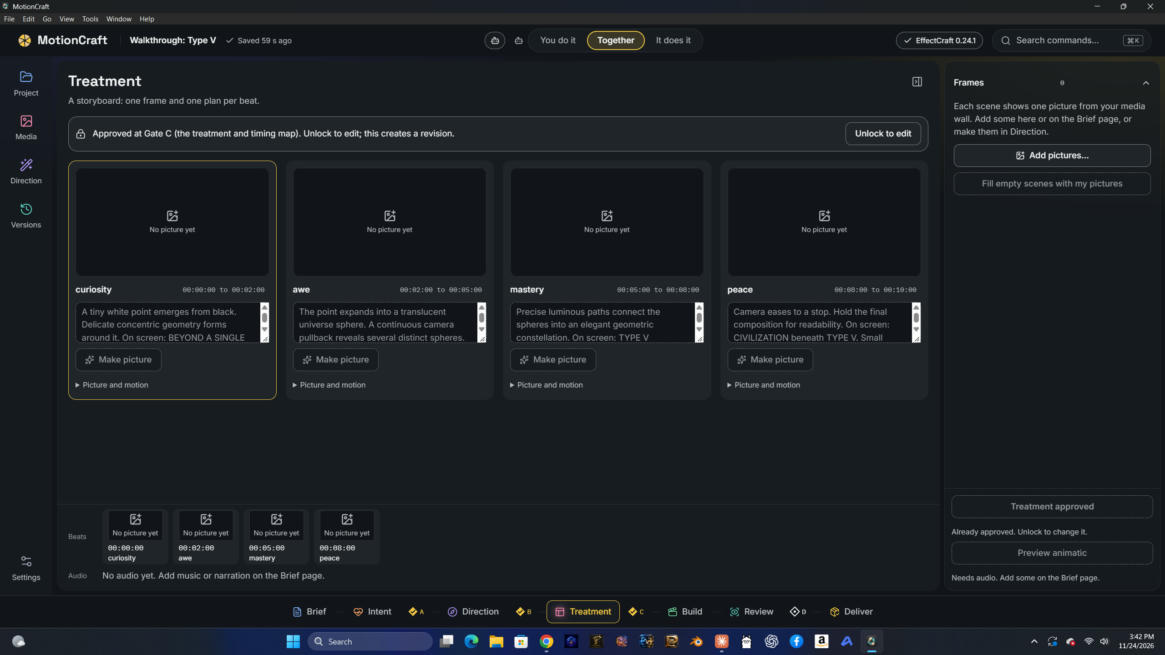 MotionCraft
File Edit Go View Tools Window Help
MotionCraft Walkthrough: Type V Saved 59 s ago
You do it Together It does it
EffectCraft 0.24.1
Search commands... ⌘K
Project
Media
Direction
Versions
Settings
Treatment
A storyboard: one frame and one plan per beat.
Approved at Gate C (the treatment and timing map). Unlock to edit; this creates a revision.
Unlock to edit
No picture yet
curiosity 00:00:00 to 00:02:00
A tiny white point emerges from black.
Delicate concentric geometry forms
around it. On screen: BEYOND A SINGLE
Make picture
Picture and motion
No picture yet
awe 00:02:00 to 00:05:00
The point expands into a translucent
universe sphere. A continuous camera
pullback reveals several distinct spheres.
Make picture
Picture and motion
No picture yet
mastery 00:05:00 to 00:08:00
Precise luminous paths connect the
spheres into an elegant geometric
constellation. On screen: TYPE V
Make picture
Picture and motion
No picture yet
peace 00:08:00 to 00:10:00
Camera eases to a stop. Hold the final
composition for readability. On screen:
CIVILIZATION beneath TYPE V. Small
Make picture
Picture and motion
Frames 0
Each scene shows one picture from your media
wall. Add some here or on the Brief page, or
make them in Direction.
Add pictures...
Fill empty scenes with my pictures
Treatment approved
Already approved. Unlock to change it.
Preview animatic
Needs audio. Add some on the Brief page.
Beats
No picture yet
00:00:00
curiosity
No picture yet
00:02:00
awe
No picture yet
00:05:00
mastery
No picture yet
00:08:00
peace
Audio No audio yet. Add music or narration on the Brief page.
Brief Intent A Direction B Treatment C Build Review D Deliver
Search
3:42 PM
11/24/2026